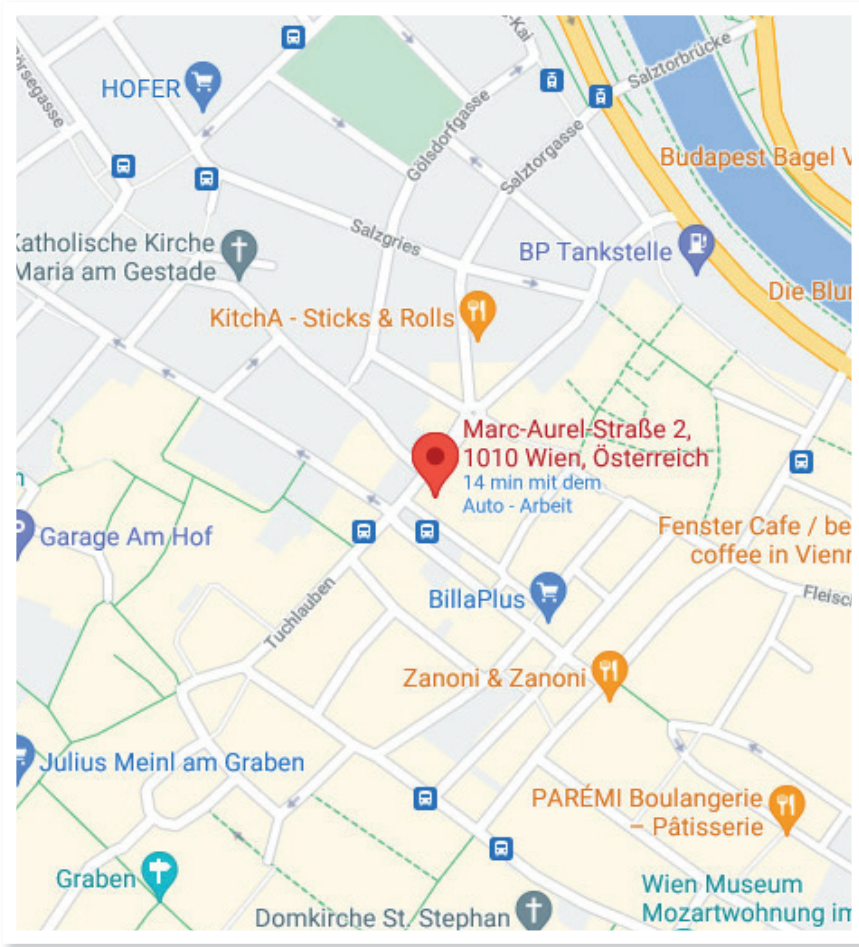 -Kai
Salztorbrücke
Börsegasse
HOFER
Gölsdorfgasse
Salztorgasse
Budapest Bagel V
Salzgries
Katholische Kirche
Maria am Gestade
BP Tankstelle
Die Blu
KitchA - Sticks & Rolls
Marc-Aurel-Straße 2,
1010 Wien, Österreich
14 min mit dem
Auto - Arbeit
Garage Am Hof
Fenster Cafe / be
coffee in Vien
Fleisc
BillaPlus
Tuchlauben
Zanoni & Zanoni
Julius Meinl am Graben
PARÉMI Boulangerie
– Pâtisserie
Graben
Wien Museum
Mozartwohnung im
Domkirche St. Stephan